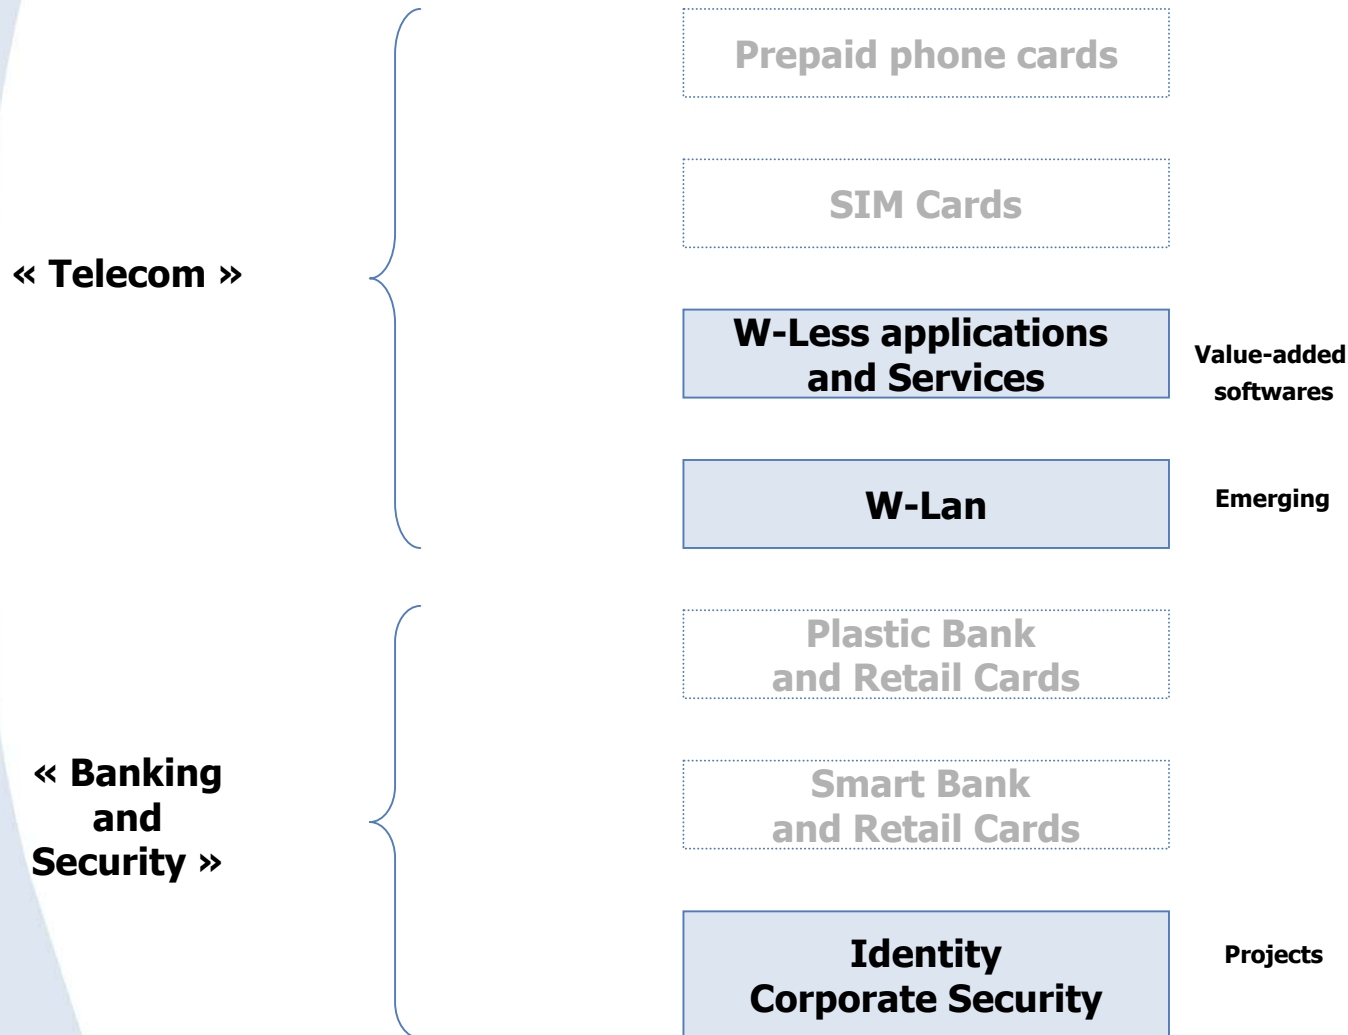 Prepaid phone cards
SIM Cards
« Telecom »
W-Less applications
and Services
Value-added
softwares
W-Lan
Emerging
Plastic Bank
and Retail Cards
« Banking
and
Security »
Smart Bank
and Retail Cards
Identity
Corporate Security
Projects